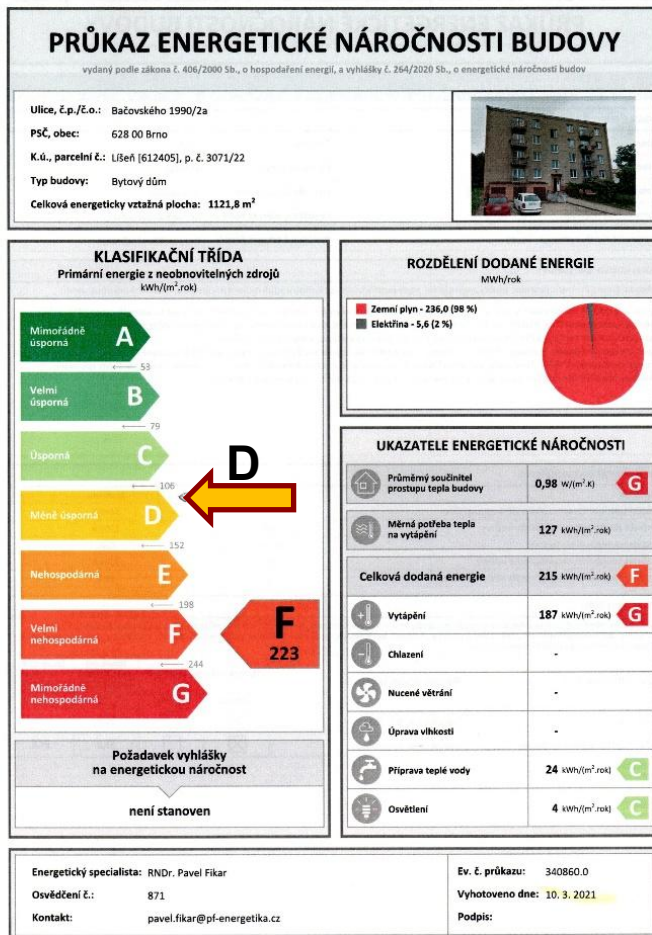 PRŮKAZ ENERGETICKÉ NÁROČNOSTI BUDOVY
vydaný podle zákona č. 406/2000 Sb., o hospodaření energií, a vyhlášky č. 264/2020 Sb., o energetické náročnosti budov
Ulice, č.p./č.o.: Bačovského 1990/2a
PSČ, obec: 628 00 Brno
K.ú., parcelní č.: Líšeň [612405], p. č. 3071/22
Typ budovy: Bytový dům
Celková energeticky vztažná plocha: 1121,8 m²
KLASIFIKAČNÍ TŘÍDA
Primární energie z neobnovitelných zdrojů
kWh/(m².rok)
Mimořádně úsporná A
53
Velmi úsporná B
79
Úsporná C
106
D
Méně úsporná D
152
Nehospodárná E
198
Velmi nehospodárná F
F
223
244
Mimořádně nehospodárná G
Požadavek vyhlášky
na energetickou náročnost
není stanoven
ROZDĚLENÍ DODANÉ ENERGIE
MWh/rok
Zemní plyn - 236,0 (98 %)
Elektřina - 5,6 (2 %)
UKAZATELE ENERGETICKÉ NÁROČNOSTI
Průměrný součinitel prostupu tepla budovy 0,98 W/(m².K) G
Měrná potřeba tepla na vytápění 127 kWh/(m².rok)
Celková dodaná energie 215 kWh/(m².rok) F
Vytápění 187 kWh/(m².rok) G
Chlazení -
Nucené větrání -
Úprava vlhkosti -
Příprava teplé vody 24 kWh/(m².rok) C
Osvětlení 4 kWh/(m².rok) C
Energetický specialista: RNDr. Pavel Fikar
Osvědčení č.: 871
Kontakt: pavel.fikar@pf-energetika.cz
Ev. č. průkazu: 340860.0
Vyhotoveno dne: 10. 3. 2021
Podpis: